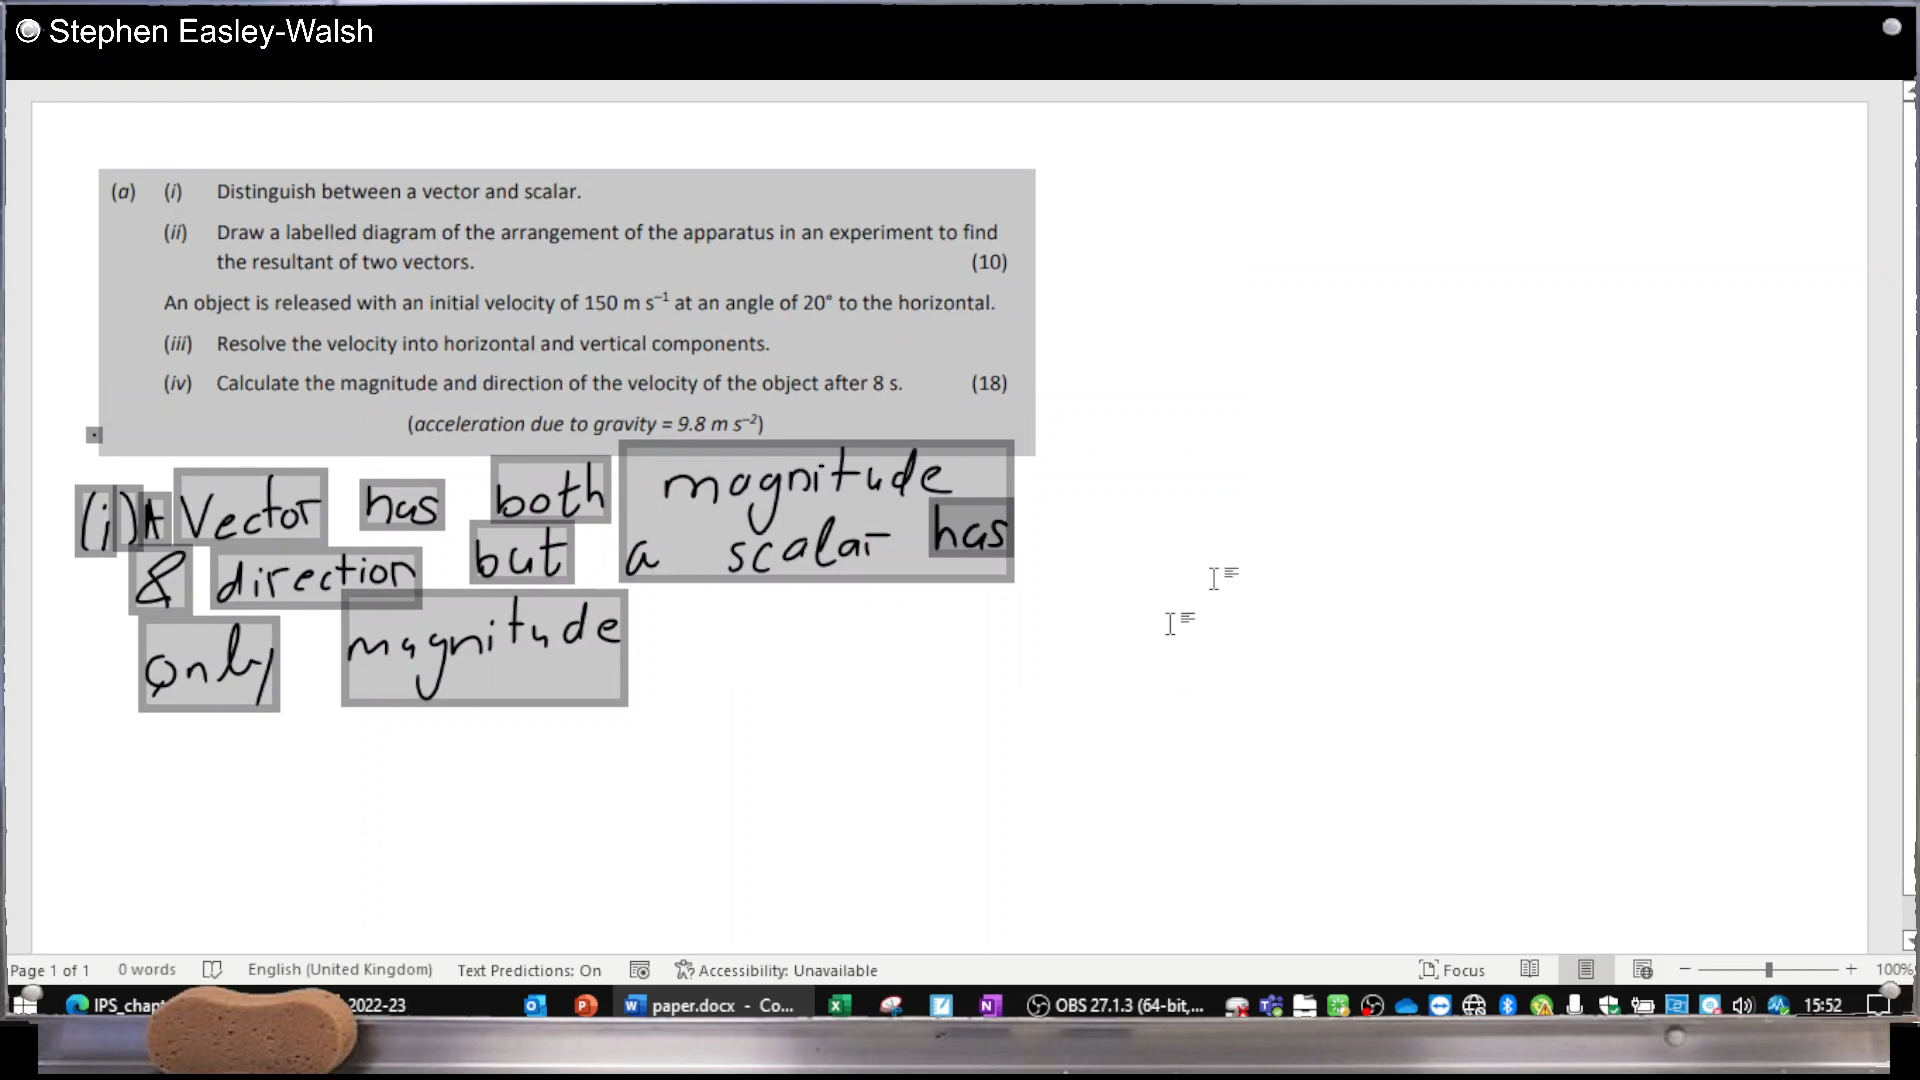 © Stephen Easley-Walsh
(a) (i) Distinguish between a vector and scalar.
(ii) Draw a labelled diagram of the arrangement of the apparatus in an experiment to find
the resultant of two vectors. (10)
An object is released with an initial velocity of 150 m s⁻¹ at an angle of 20° to the horizontal.
(iii) Resolve the velocity into horizontal and vertical components.
(iv) Calculate the magnitude and direction of the velocity of the object after 8 s. (18)
(acceleration due to gravity = 9.8 m s⁻²)
(i) A Vector has both magnitude
& direction but a scalar has
only magnitude
Page 1 of 1 0 words English (United Kingdom) Text Predictions: On Accessibility: Unavailable Focus 100%
IPS_chap 2022-23 paper.docx - Co... OBS 27.1.3 (64-bit,... 15:52